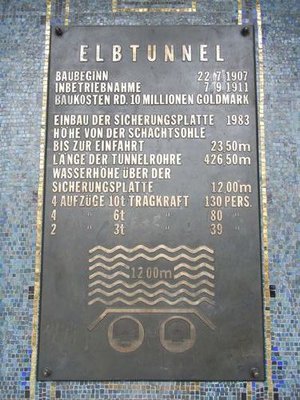 ELBTUNNEL
BAUBEGINN 22.7.1907
INBETRIEBNAHME 7.9.1911
BAUKOSTEN RD. 10 MILLIONEN GOLDMARK
EINBAU DER SICHERUNGSPLATTE 1983
HÖHE VON DER SCHACHTSOHLE
BIS ZUR EINFAHRT 23.50m
LÄNGE DER TUNNELROHRE 426.50m
WASSERHÖHE ÜBER DER
SICHERUNGSPLATTE 12.00m
4 AUFZÜGE 10t TRAGKRAFT 130 PERS.
4 " 6t " 80 "
2 " 3t " 39 "
12.00m